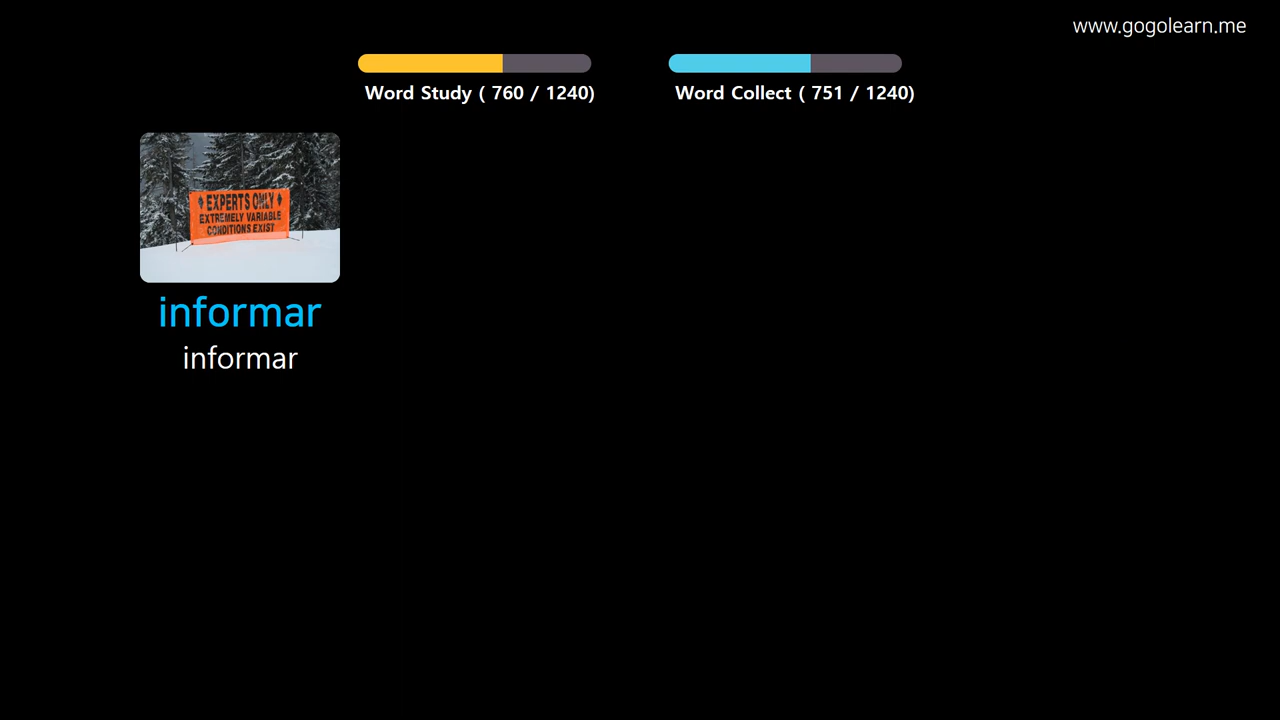 www.gogolearn.me
Word Study ( 760 / 1240)
Word Collect ( 751 / 1240)
EXPERTS ONLY
EXTREMELY VARIABLE
CONDITIONS EXIST
informar
informar